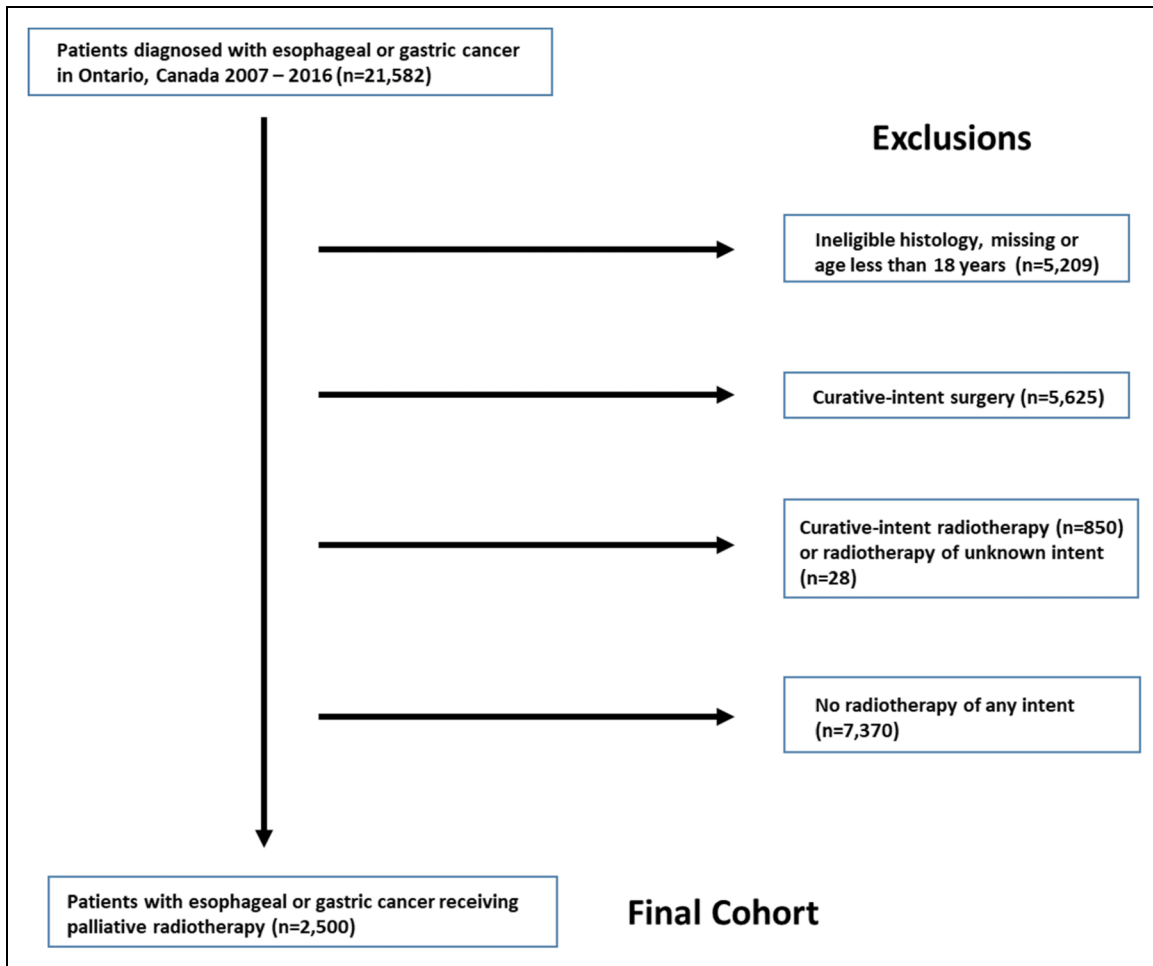 Patients diagnosed with esophageal or gastric cancer
in Ontario, Canada 2007 – 2016 (n=21,582)
Exclusions
Ineligible histology, missing or
age less than 18 years (n=5,209)
Curative-intent surgery (n=5,625)
Curative-intent radiotherapy (n=850)
or radiotherapy of unknown intent
(n=28)
No radiotherapy of any intent
(n=7,370)
Patients with esophageal or gastric cancer receiving
palliative radiotherapy (n=2,500)
Final Cohort